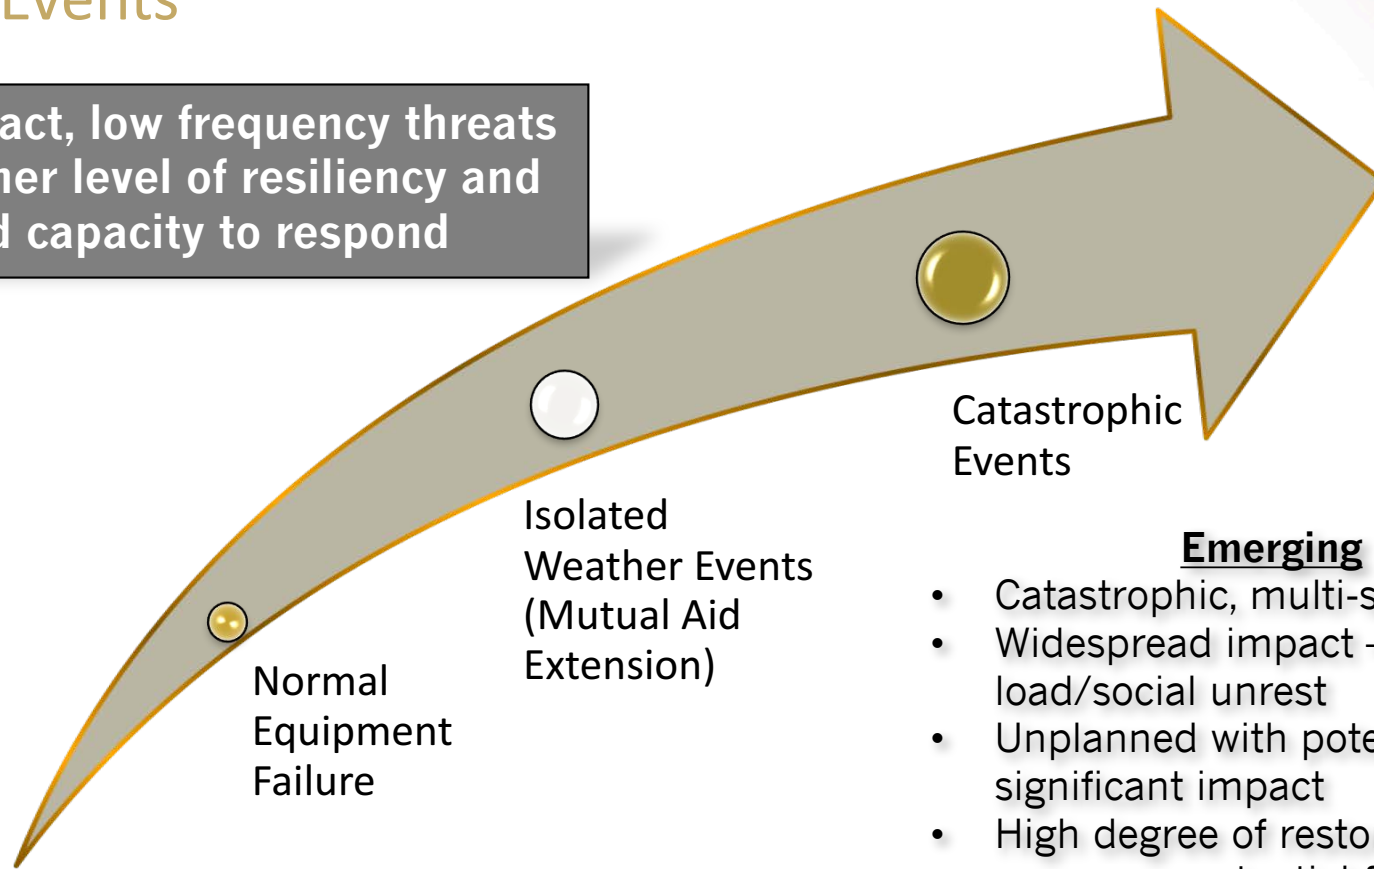 Events
act, low frequency threats
her level of resiliency and
d capacity to respond
Catastrophic
Events
Isolated
Weather Events
(Mutual Aid
Extension)
Normal
Equipment
Failure
Emerging
• Catastrophic, multi-s
• Widespread impact -
load/social unrest
• Unplanned with pote
significant impact
• High degree of resto